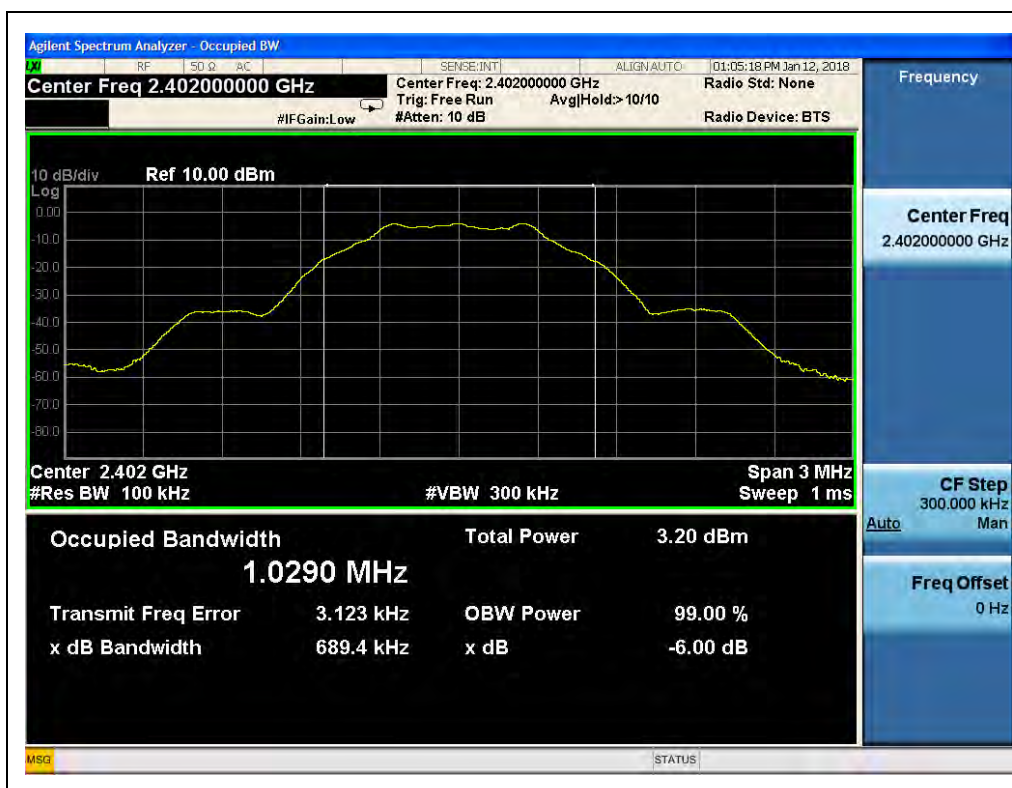 Agilent Spectrum Analyzer - Occupied BW
LXI RF 50 Ω AC SENSE:INT ALIGN AUTO 01:05:18 PM Jan 12, 2018
Center Freq 2.402000000 GHz
Center Freq: 2.402000000 GHz
Radio Std: None
Trig: Free Run Avg|Hold:> 10/10
#IFGain:Low #Atten: 10 dB Radio Device: BTS
10 dB/div Ref 10.00 dBm
Log
0.00
-10.0
-20.0
-30.0
-40.0
-50.0
-60.0
-70.0
-80.0
Center 2.402 GHz Span 3 MHz
#Res BW 100 kHz #VBW 300 kHz Sweep 1 ms
Occupied Bandwidth Total Power 3.20 dBm
1.0290 MHz
Transmit Freq Error 3.123 kHz OBW Power 99.00 %
x dB Bandwidth 689.4 kHz x dB -6.00 dB
MSG STATUS
Frequency
Center Freq
2.402000000 GHz
CF Step
300.000 kHz
Auto Man
Freq Offset
0 Hz